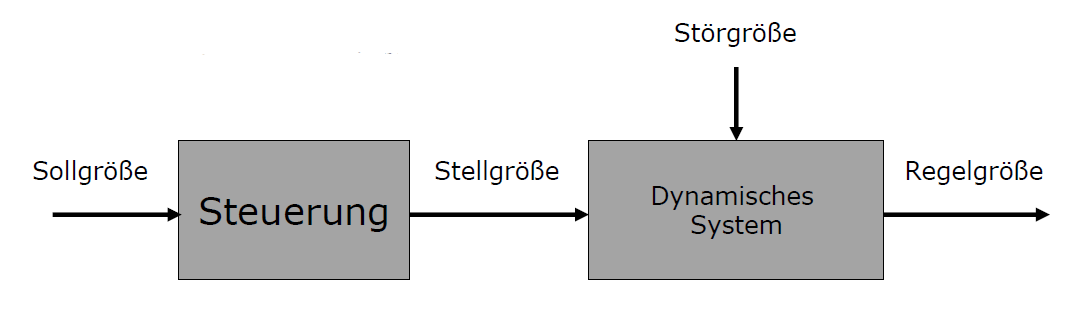 Störgröße
Sollgröße
Steuerung
Stellgröße
Dynamisches
System
Regelgröße